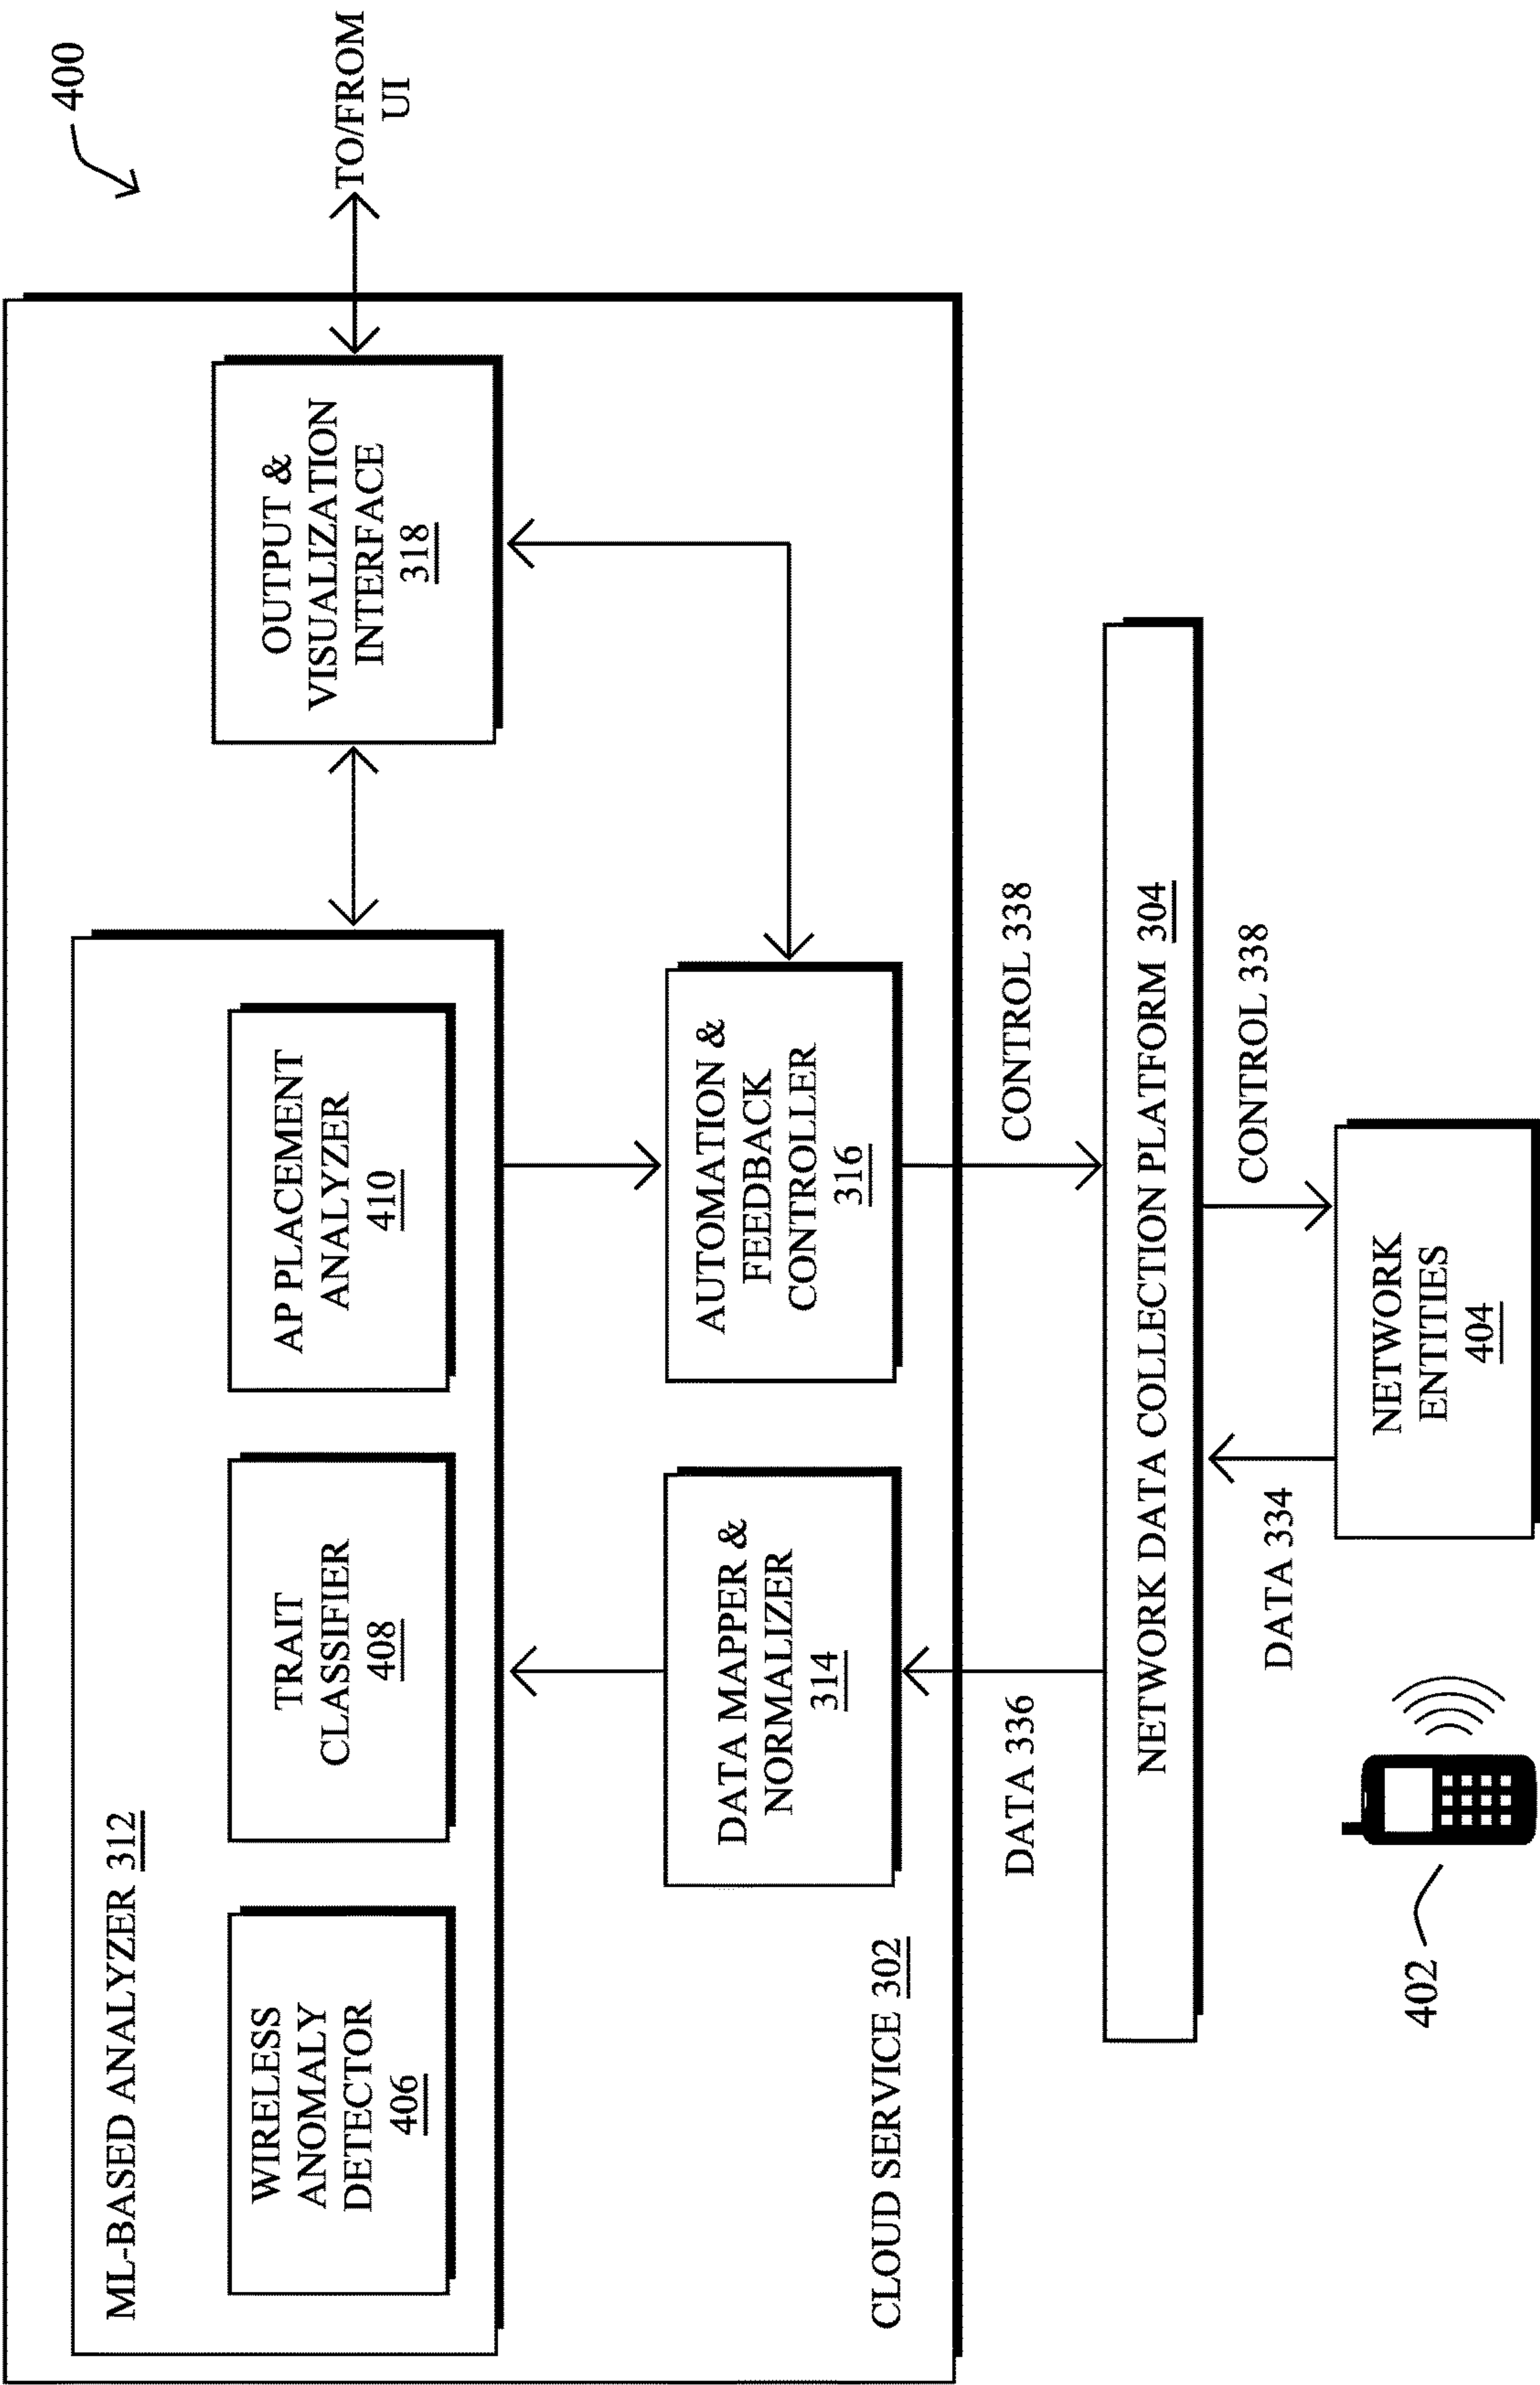 400
ML-BASED ANALYZER 312
WIRELESS
ANOMALY
DETECTOR
406
TRAIT
CLASSIFIER
408
AP PLACEMENT
ANALYZER
410
OUTPUT &
VISUALIZATION
INTERFACE
318
TO/FROM
UI
DATA MAPPER &
NORMALIZER
314
AUTOMATION &
FEEDBACK
CONTROLLER
316
CLOUD SERVICE 302
DATA 336
CONTROL 338
NETWORK DATA COLLECTION PLATFORM 304
DATA 334
CONTROL 338
402
NETWORK
ENTITIES
404